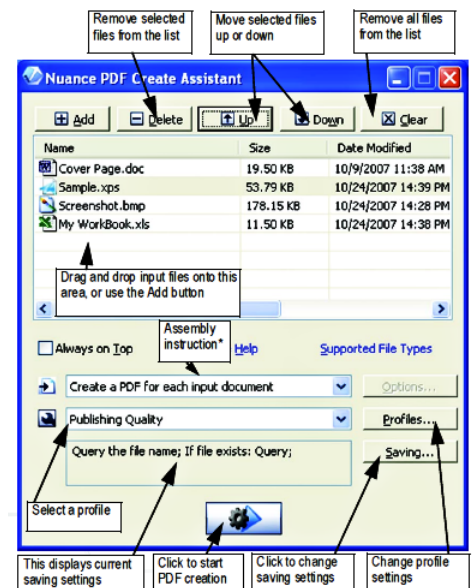 Remove selected
files from the list
Move selected files
up or down
Remove all files
from the list
Nuance PDF Create Assistant
Add Delete Up Down Clear
Name Size Date Modified
Cover Page.doc 19.50 KB 10/9/2007 11:38 AM
Sample.xps 53.79 KB 10/24/2007 14:39 PM
Screenshot.bmp 178.15 KB 10/24/2007 14:28 PM
My WorkBook.xls 11.50 KB 10/24/2007 14:38 PM
Drag and drop input files onto this
area, or use the Add button
Assembly
instruction*
Always on Top Help Supported File Types
Create a PDF for each input document Options...
Publishing Quality Profiles...
Query the file name; If file exists: Query; Saving...
Select a profile
This displays current
saving settings
Click to start
PDF creation
Click to change
saving settings
Change profile
settings